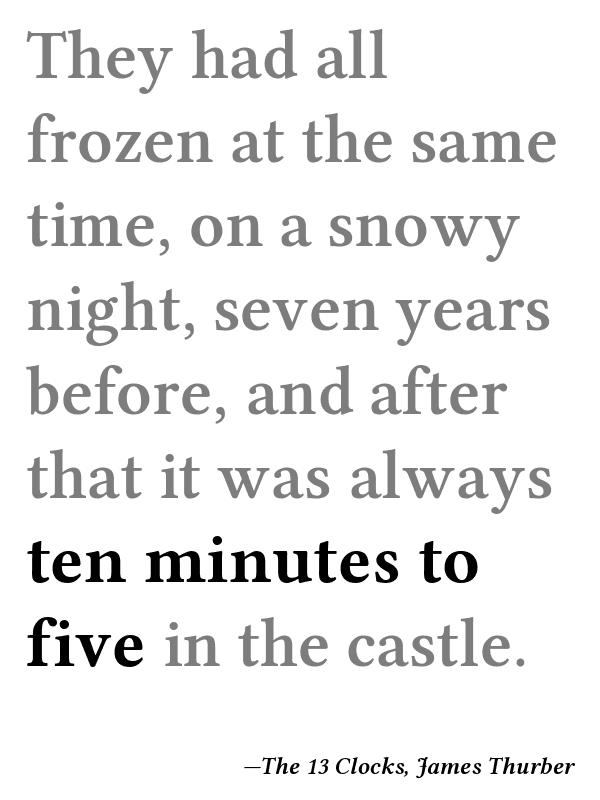 They had all
frozen at the same
time, on a snowy
night, seven years
before, and after
that it was always
ten minutes to
five in the castle.
—The 13 Clocks, James Thurber